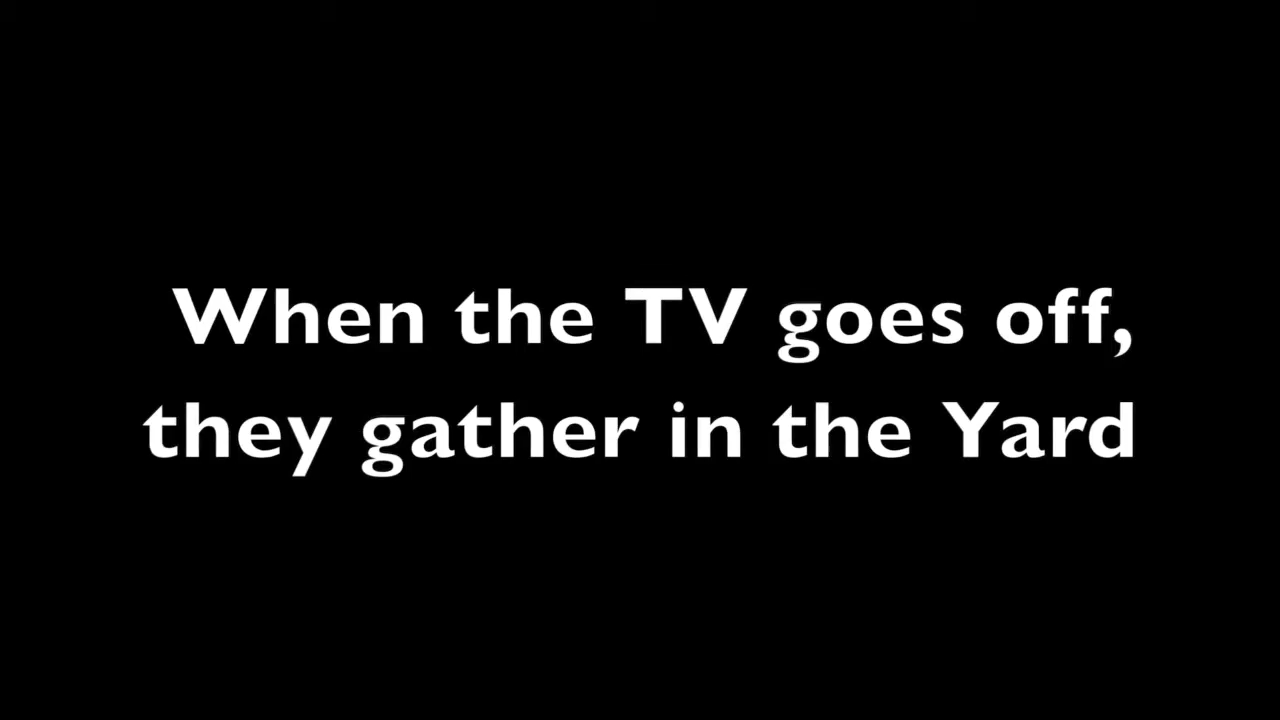 When the TV goes off,
they gather in the Yard